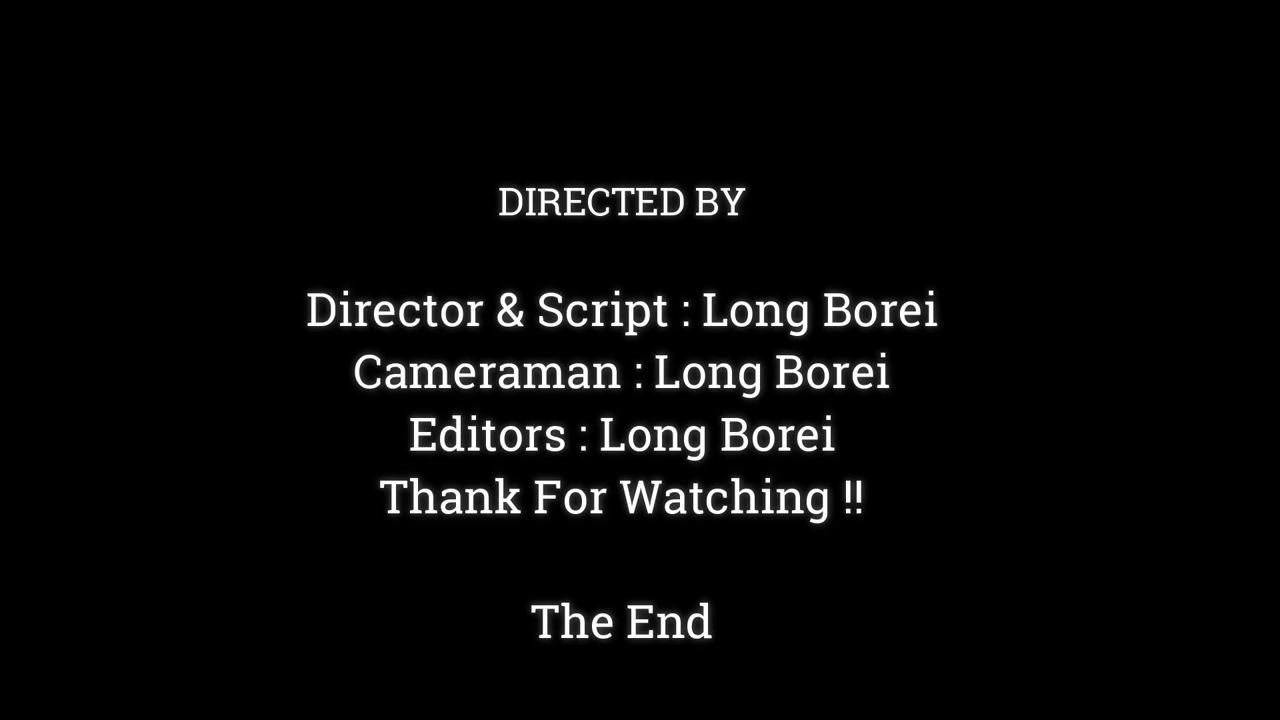 DIRECTED BY
Director & Script : Long Borei
Cameraman : Long Borei
Editors : Long Borei
Thank For Watching !!
The End